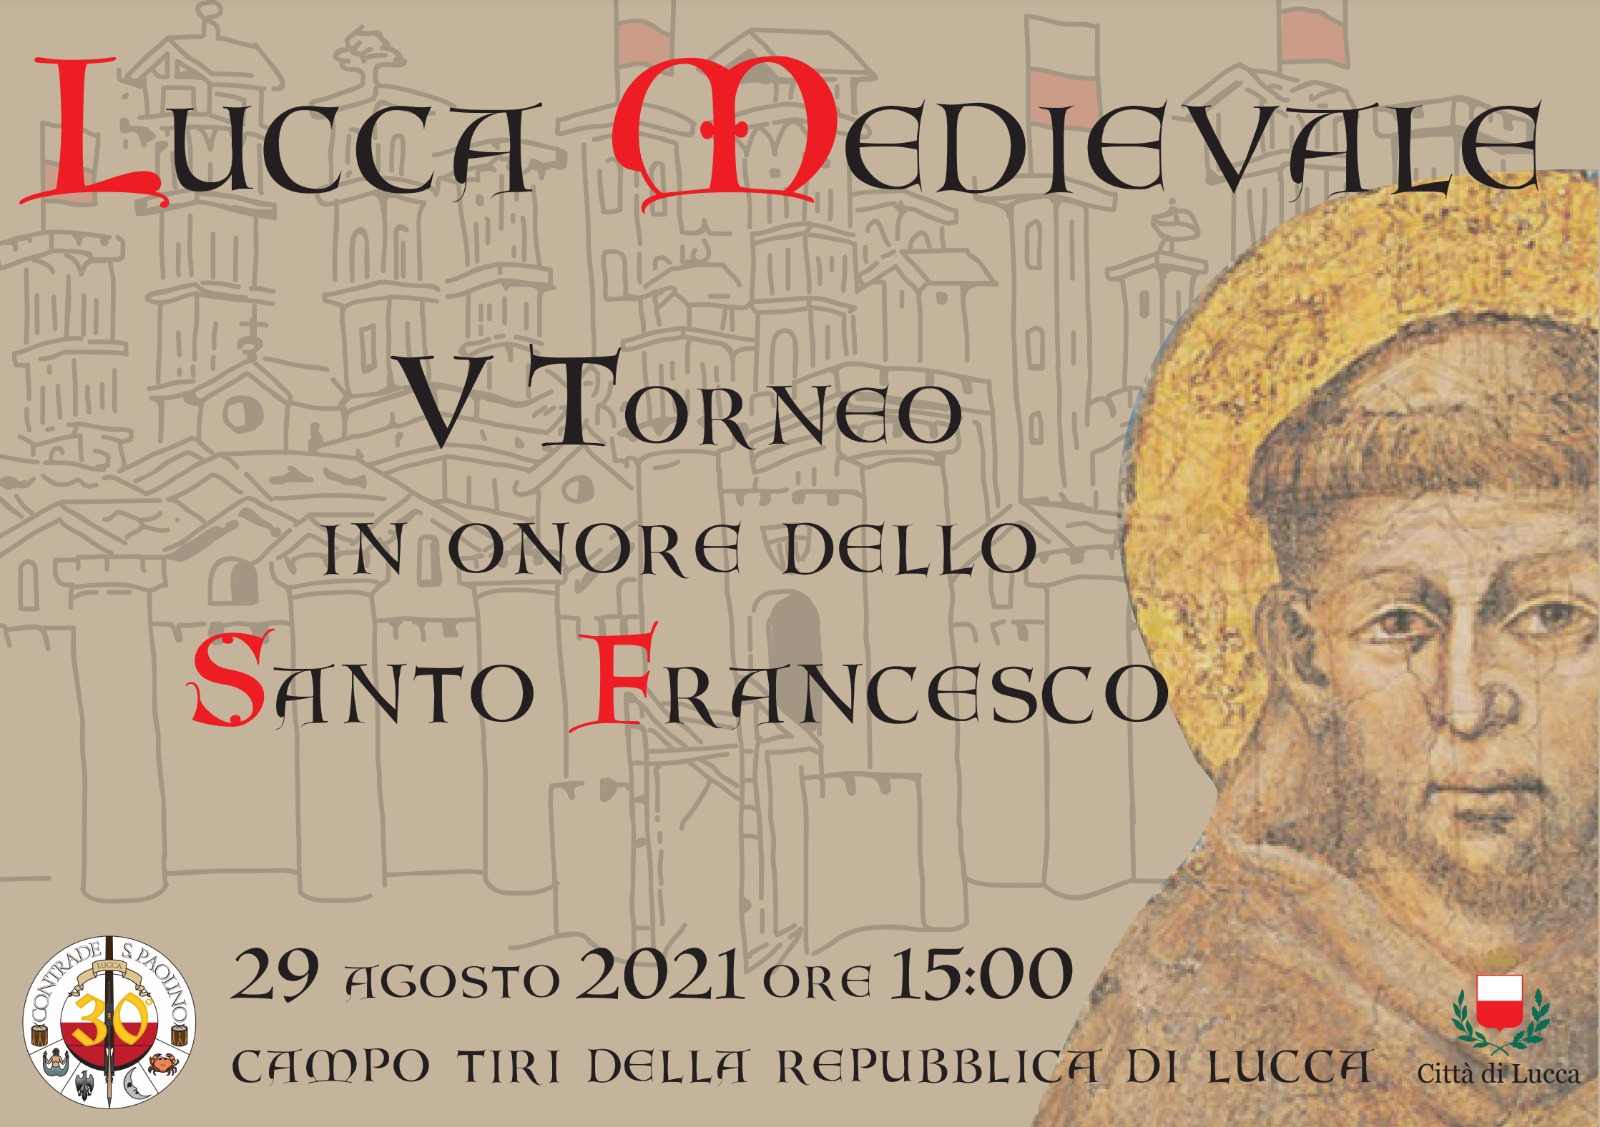 Lucca Medievale
V Torneo
in onore dello
Santo Francesco
29 agosto 2021 ore 15:00
campo tiri della repubblica di lucca
CONTRADE S. PAOLINO
LUCCA
30°
Città di Lucca